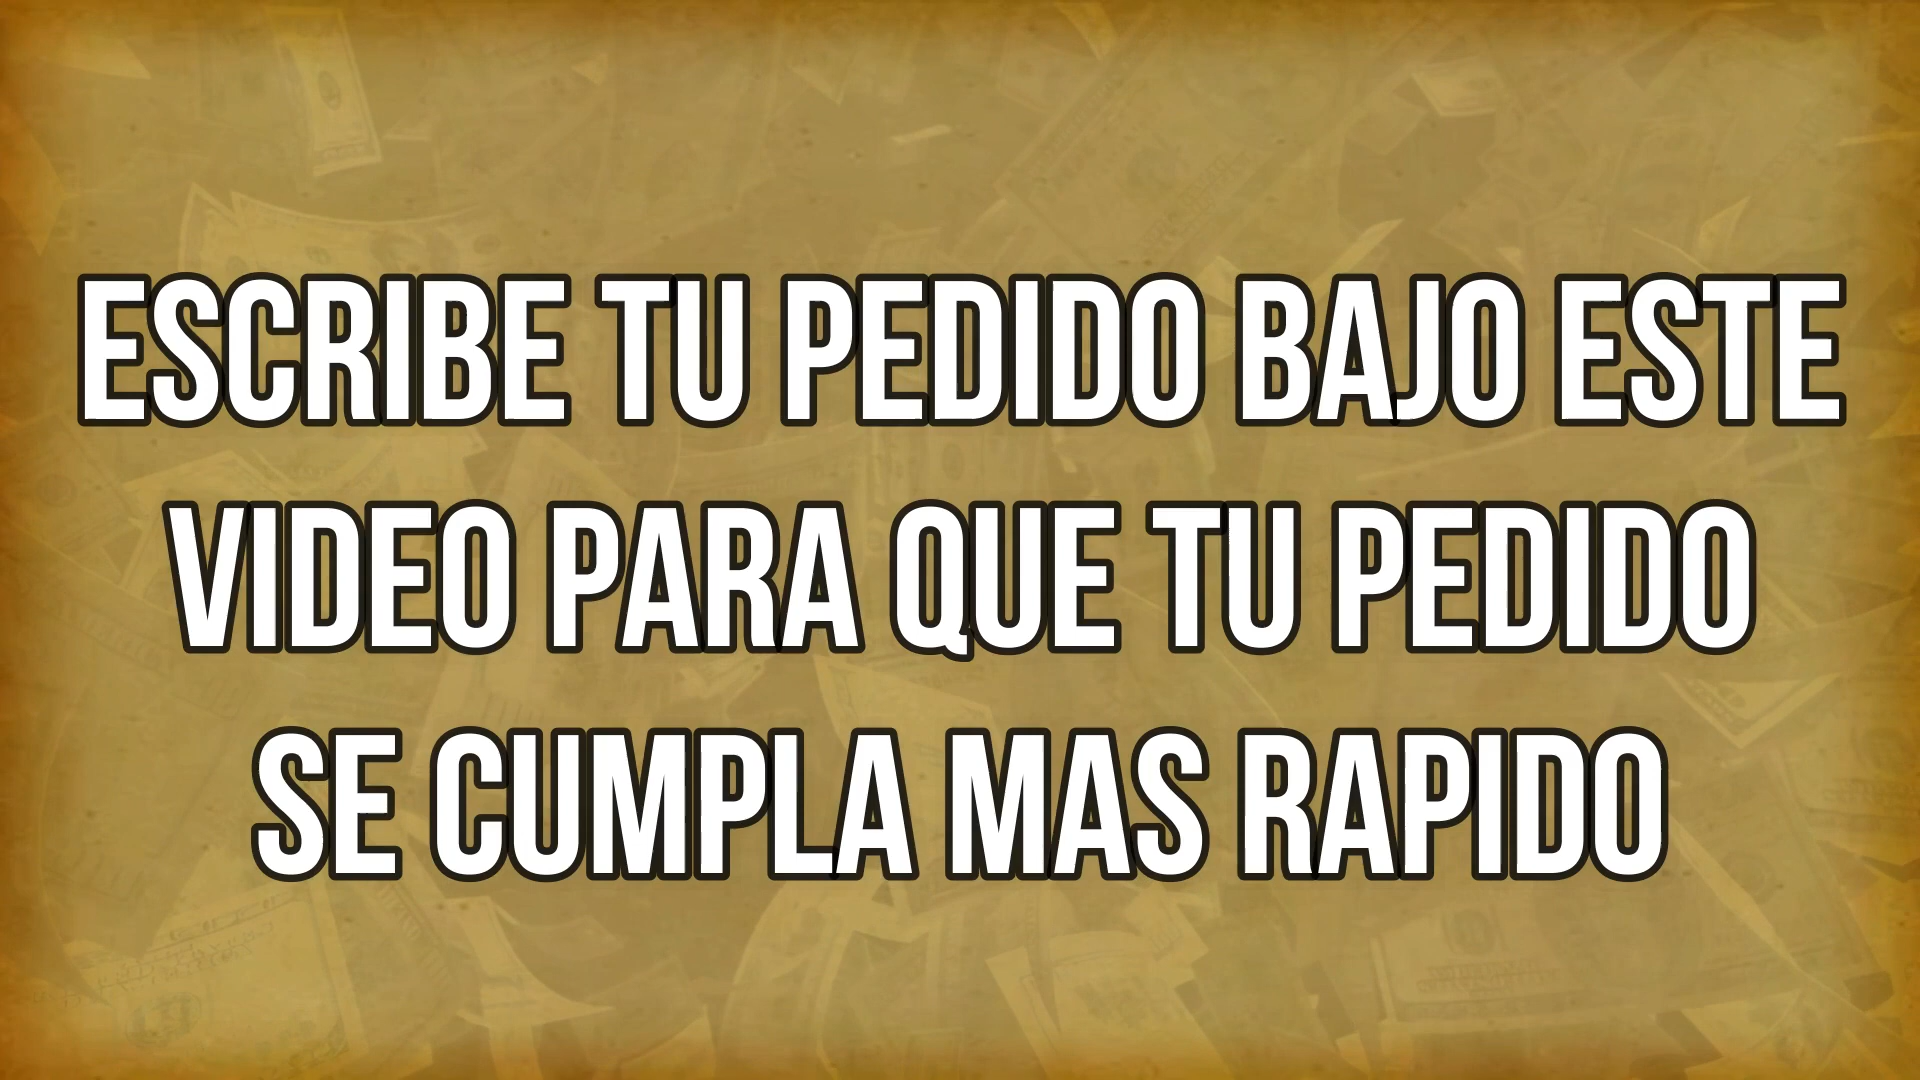 ESCRIBE TU PEDIDO BAJO ESTE
VIDEO PARA QUE TU PEDIDO
SE CUMPLA MAS RAPIDO